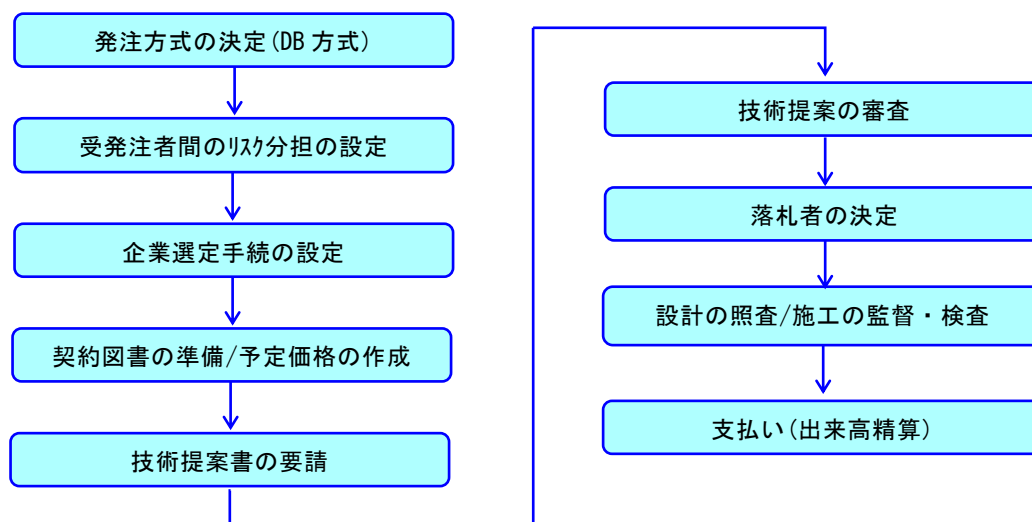 発注方式の決定(DB 方式)
受発注者間のﾘｽｸ分担の設定
企業選定手続の設定
契約図書の準備/予定価格の作成
技術提案書の要請
技術提案の審査
落札者の決定
設計の照査/施工の監督・検査
支払い(出来高精算)